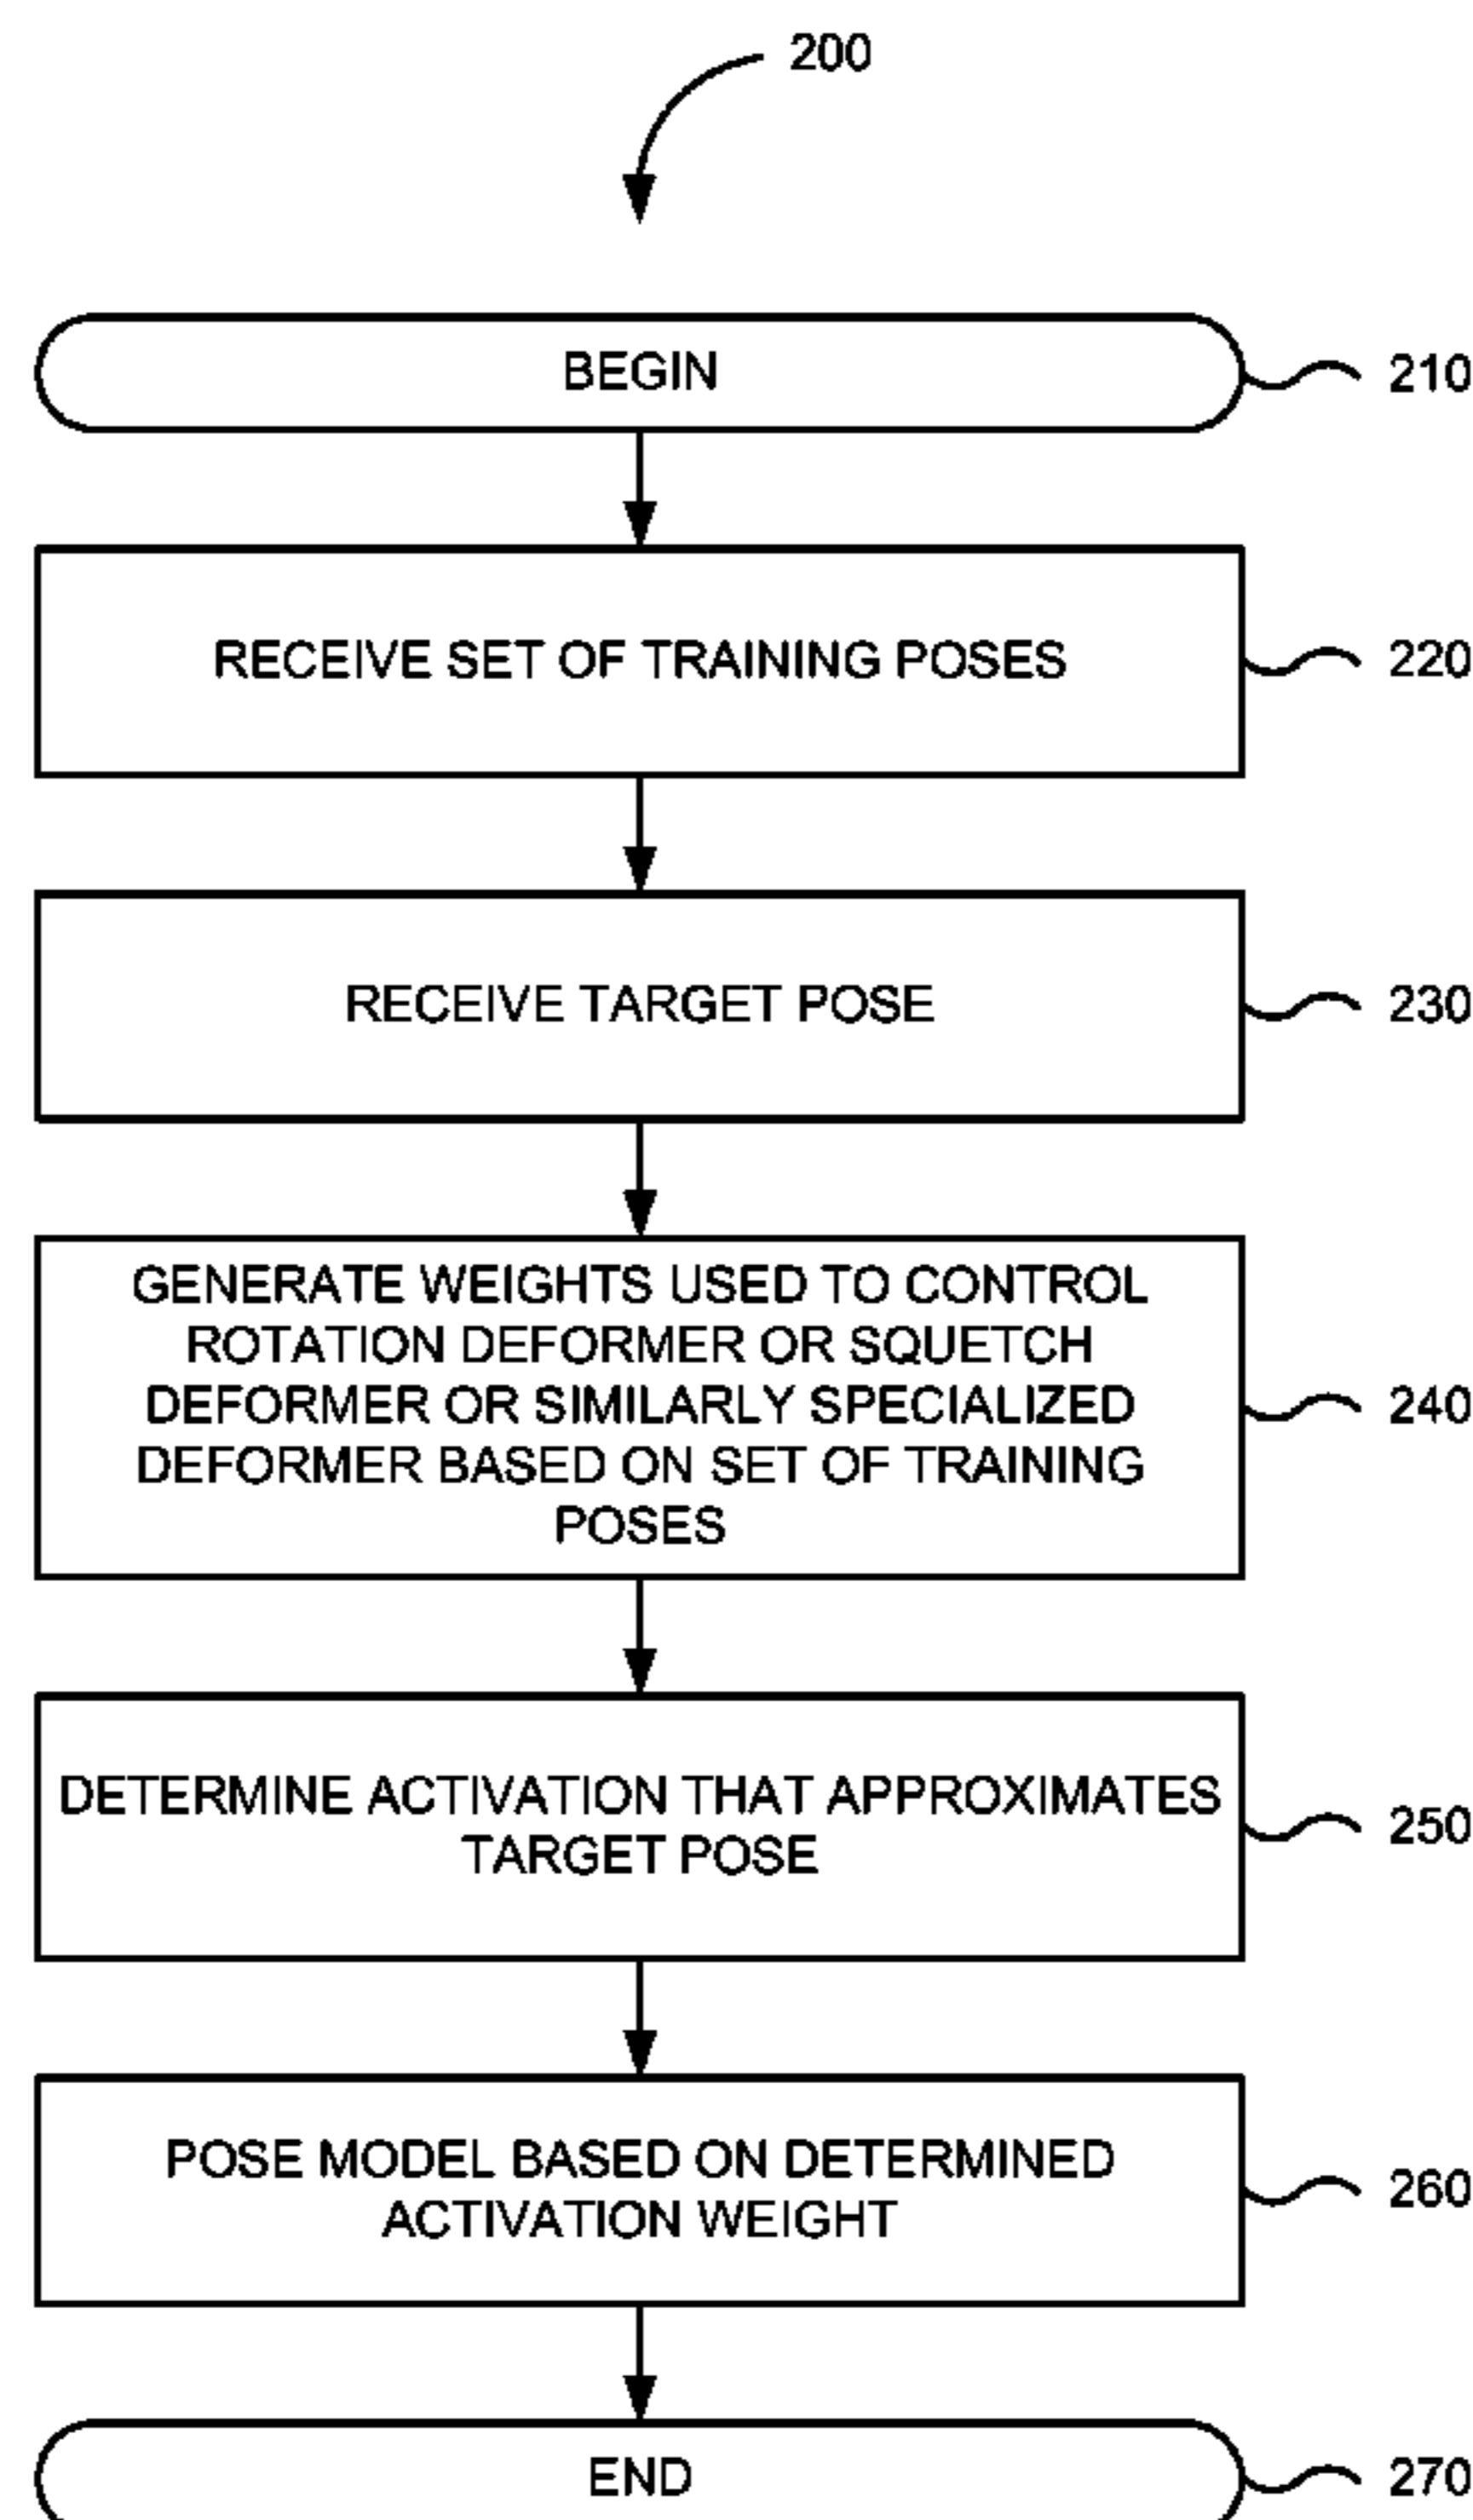 200
BEGIN
210
RECEIVE SET OF TRAINING POSES
220
RECEIVE TARGET POSE
230
GENERATE WEIGHTS USED TO CONTROL
ROTATION DEFORMER OR SQUETCH
DEFORMER OR SIMILARLY SPECIALIZED
DEFORMER BASED ON SET OF TRAINING
POSES
240
DETERMINE ACTIVATION THAT APPROXIMATES
TARGET POSE
250
POSE MODEL BASED ON DETERMINED
ACTIVATION WEIGHT
260
END
270